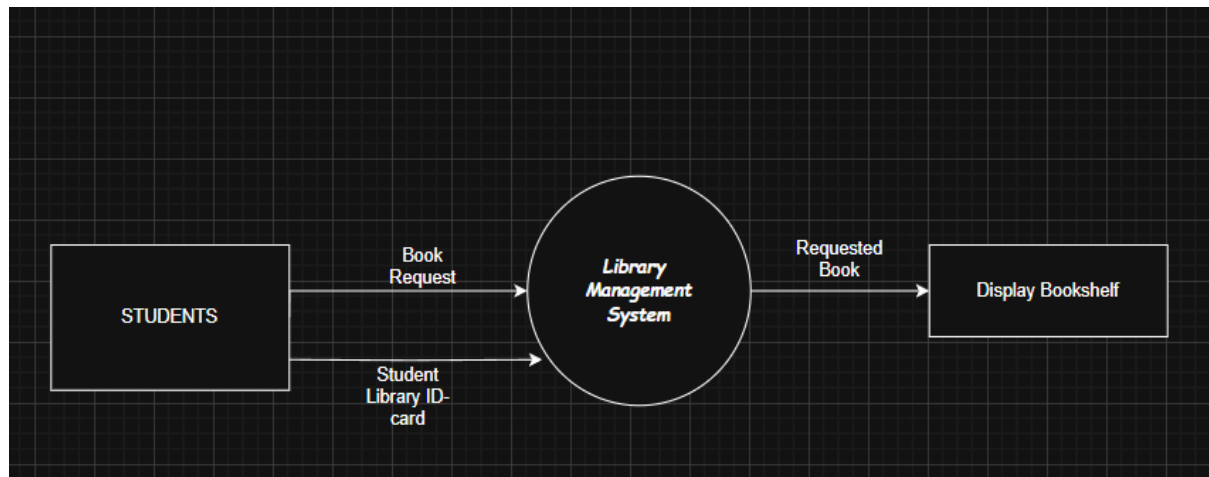 STUDENTS
Book
Request
Student
Library ID-
card
Library
Management
System
Requested
Book
Display Bookshelf